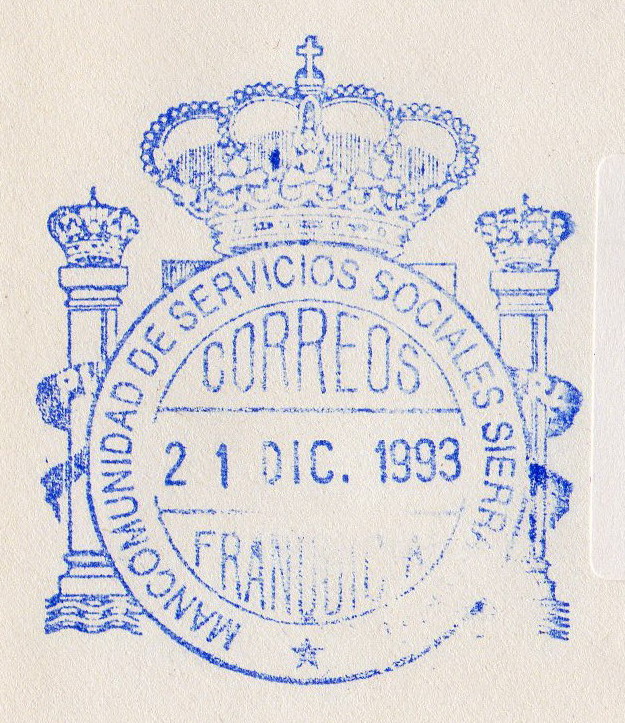 MANCOMUNIDAD DE SERVICIOS SOCIALES SIERRA
CORREOS
21 DIC. 1993
FRANQUICIA